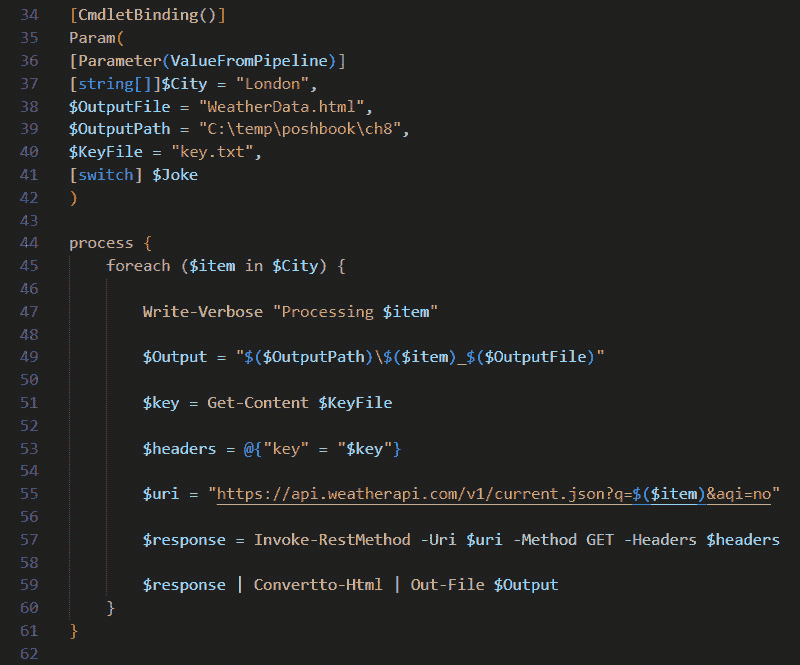 34 [CmdletBinding()]
35 Param(
36 [Parameter(ValueFromPipeline)]
37 [string[]]$City = "London",
38 $OutputFile = "WeatherData.html",
39 $OutputPath = "C:\temp\poshbook\ch8",
40 $KeyFile = "key.txt",
41 [switch] $Joke
42 )
43
44 process {
45     foreach ($item in $City) {
46
47         Write-Verbose "Processing $item"
48
49         $Output = "$($OutputPath)\$($item)_$($OutputFile)"
50
51         $key = Get-Content $KeyFile
52
53         $headers = @{"key" = "$key"}
54
55         $uri = "https://api.weatherapi.com/v1/current.json?q=$($item)&aqi=no"
56
57         $response = Invoke-RestMethod -Uri $uri -Method GET -Headers $headers
58
59         $response | Convertto-Html | Out-File $Output
60     }
61 }
62